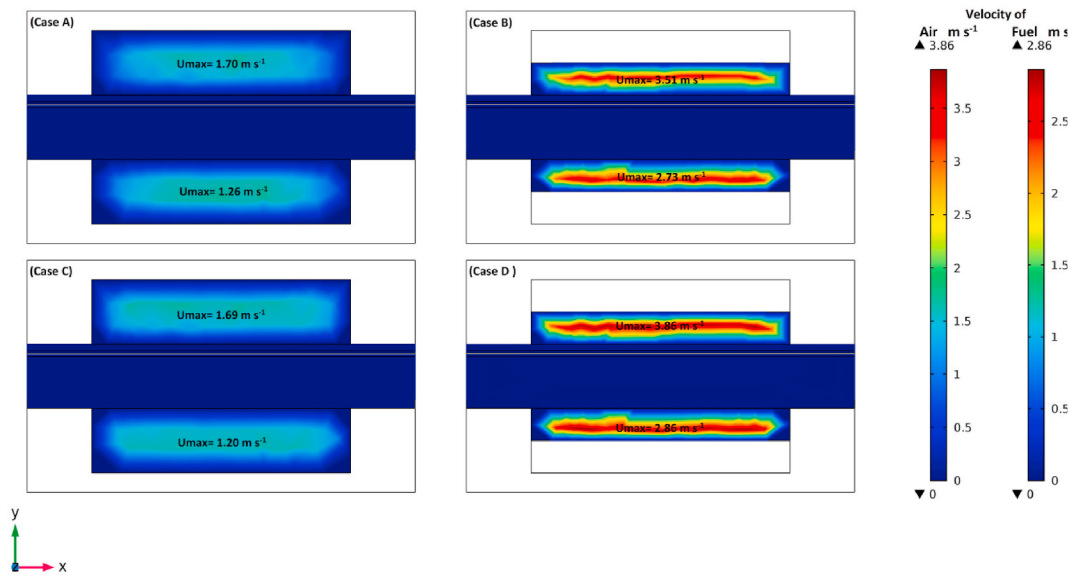 (Case A)
Umax= 1.70 m s⁻¹
Umax= 1.26 m s⁻¹
(Case B)
Umax= 3.51 m s⁻¹
Umax= 2.73 m s⁻¹
(Case C)
Umax= 1.69 m s⁻¹
Umax= 1.20 m s⁻¹
(Case D )
Umax= 3.86 m s⁻¹
Umax= 2.86 m s⁻¹
Velocity of
Air m s⁻¹ Fuel m s
▲ 3.86 ▲ 2.86
3.5
3
2.5
2
1.5
1
0.5
0
▼ 0
2.5
2
1.5
1
0.5
0
▼ 0
y
z x